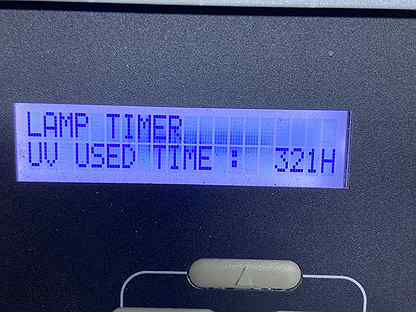 LAMP TIMER
UV USED TIME : 321H